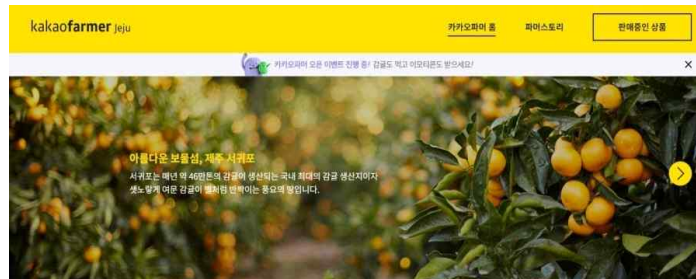 kakaofarmer Jeju
카카오파머 홈
파머스토리
판매중인 상품
카카오파머 오픈 이벤트 진행 중! 감귤도 먹고 이모티콘도 받으세요!
아름다운 보물섬, 제주 서귀포
서귀포는 매년 약 46만톤의 감귤이 생산되는 국내 최대의 감귤 생산지이자
샛노랗게 여문 감귤이 별처럼 반짝이는 풍요의 땅입니다.